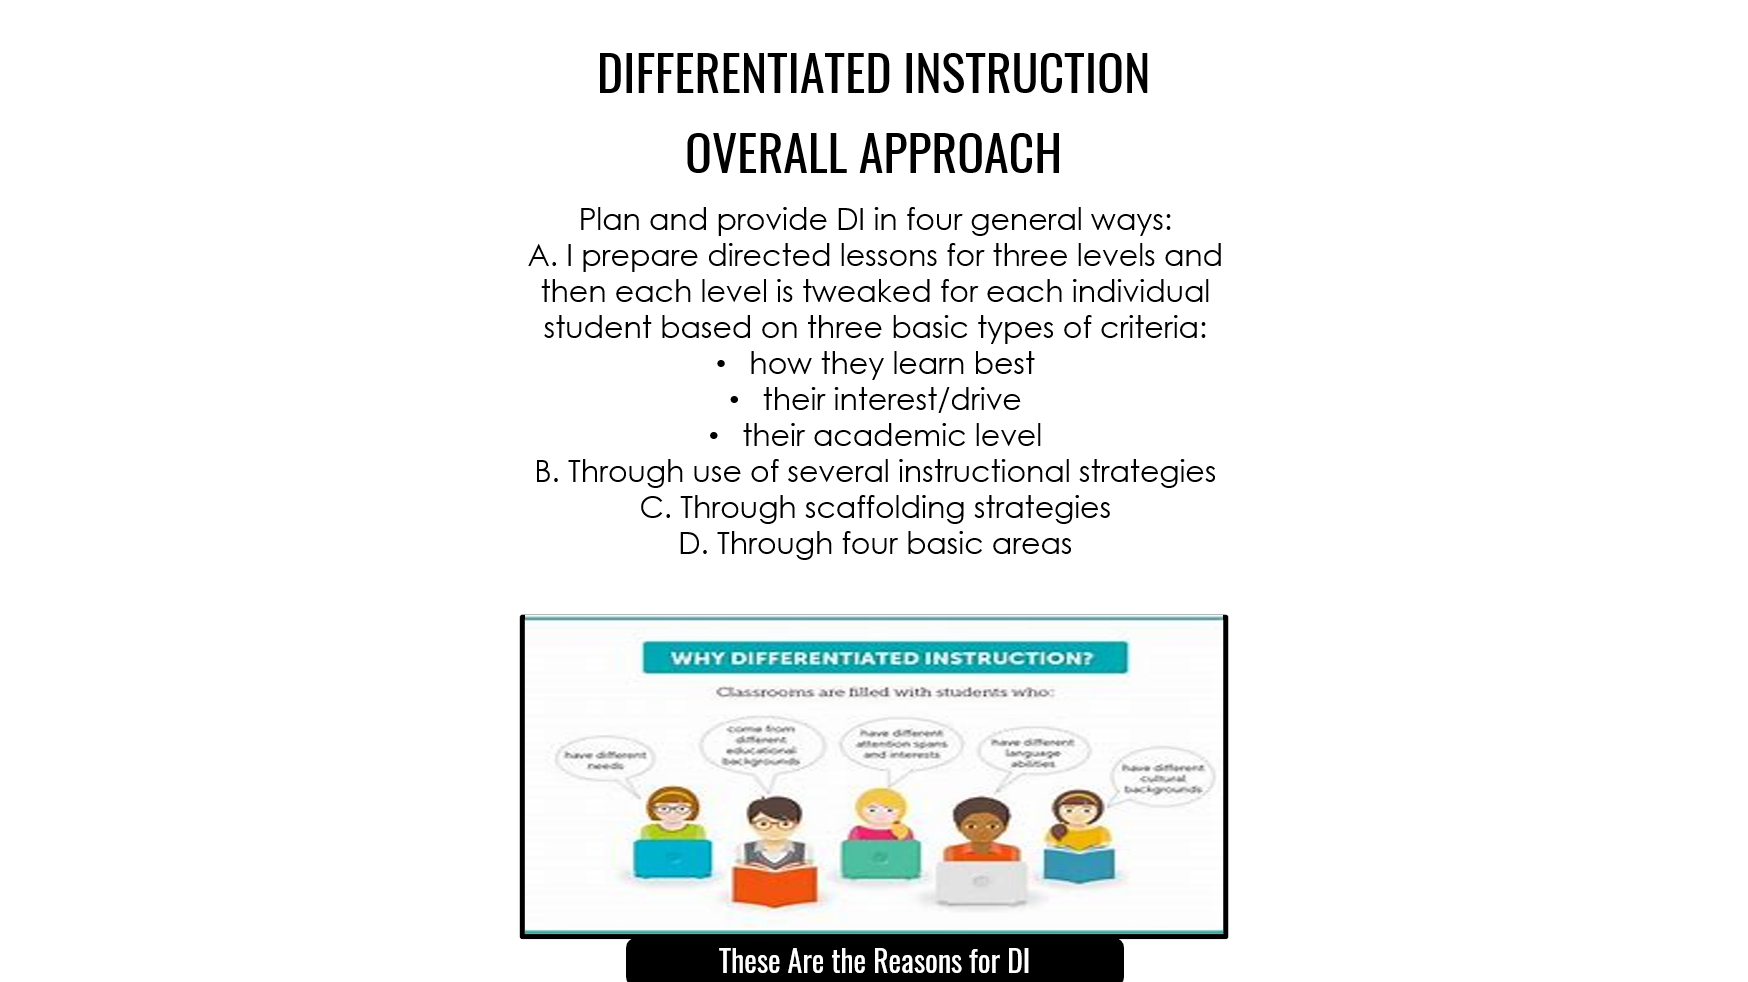 DIFFERENTIATED INSTRUCTION
OVERALL APPROACH
Plan and provide DI in four general ways:
A. I prepare directed lessons for three levels and
then each level is tweaked for each individual
student based on three basic types of criteria:
• how they learn best
• their interest/drive
• their academic level
B. Through use of several instructional strategies
C. Through scaffolding strategies
D. Through four basic areas
WHY DIFFERENTIATED INSTRUCTION?
Classrooms are filled with students who:
have different
needs
come from
different
educational
backgrounds
have different
attention spans
and interests
have different
language
abilities
have different
cultural
backgrounds
These Are the Reasons for DI